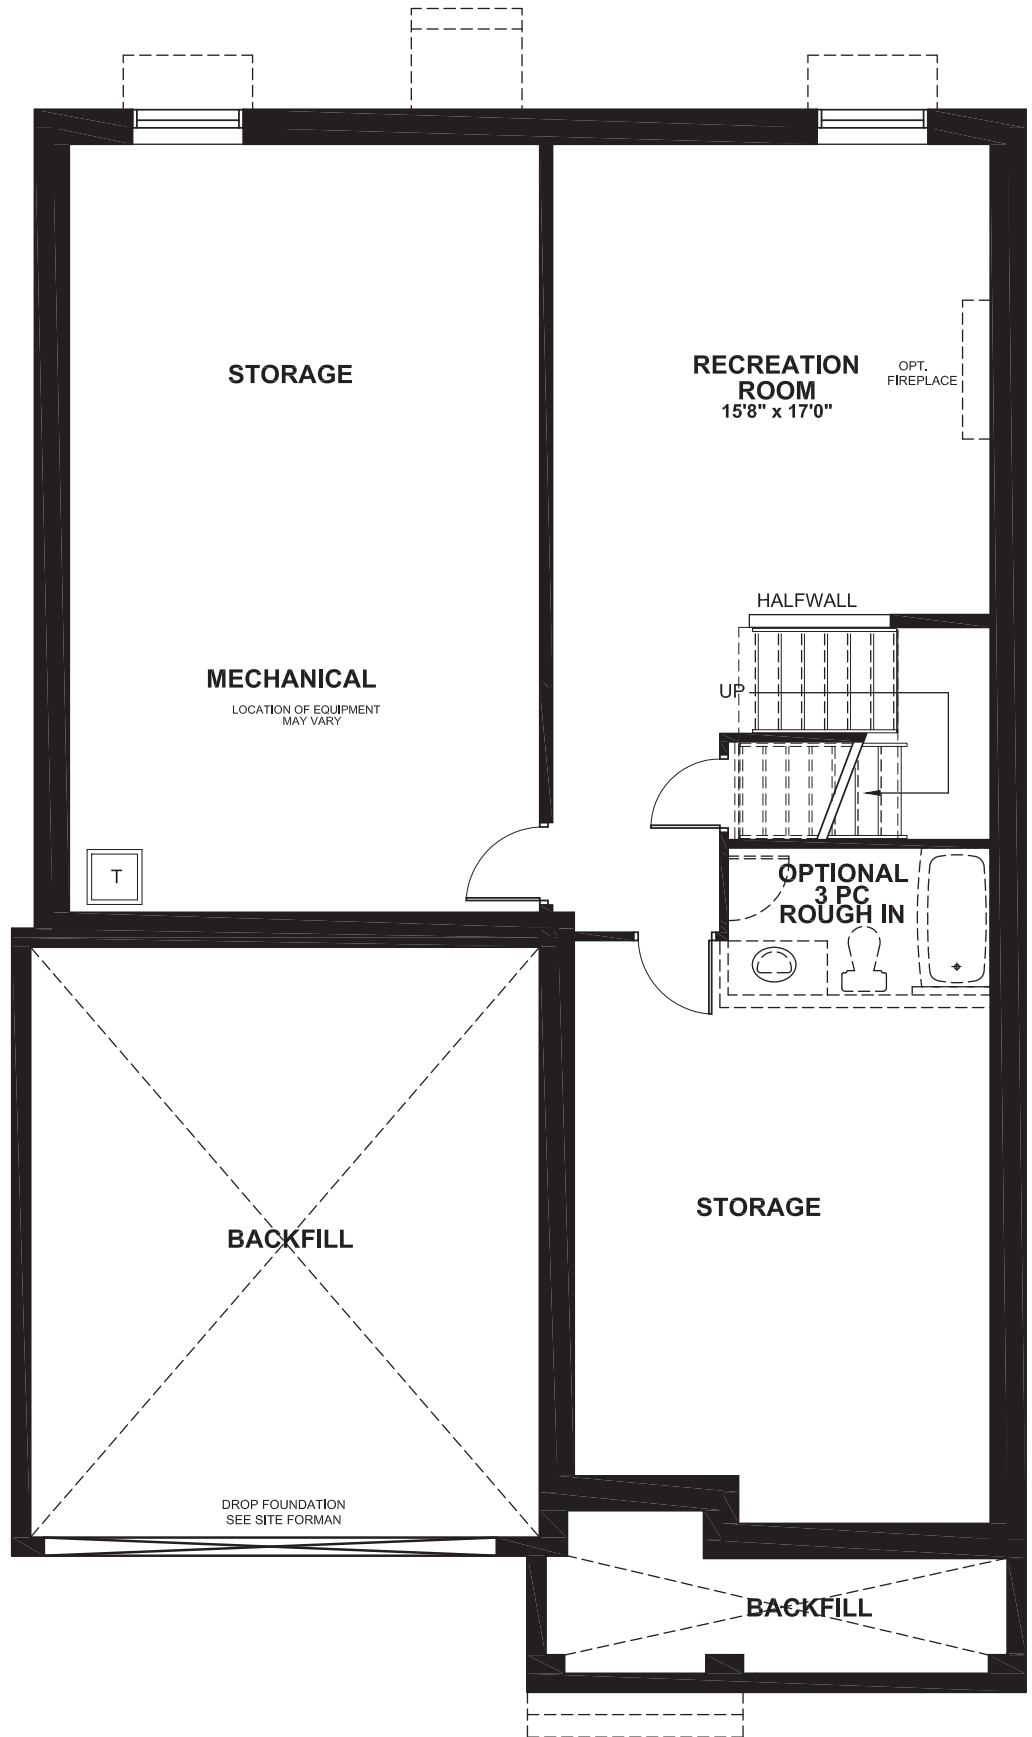 STORAGE
RECREATION
ROOM
15'8" x 17'0"
OPT.
FIREPLACE
HALFWALL
MECHANICAL
LOCATION OF EQUIPMENT
MAY VARY
UP
T
OPTIONAL
3 PC
ROUGH IN
STORAGE
BACKFILL
DROP FOUNDATION
SEE SITE FORMAN
BACKFILL